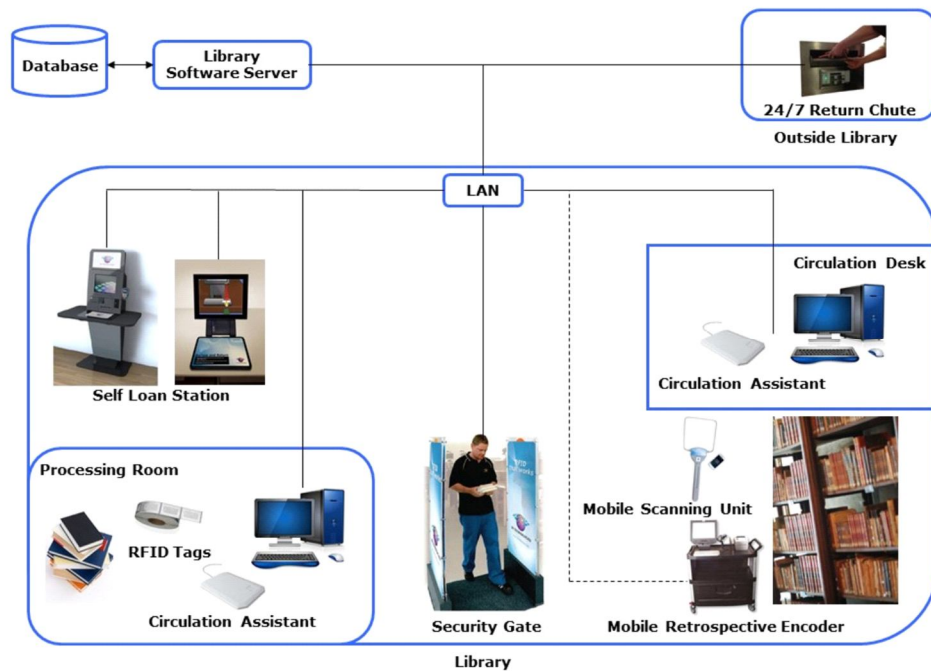 Database
Library
Software Server
24/7 Return Chute
Outside Library
LAN
Self Loan Station
Circulation Desk
Circulation Assistant
Processing Room
RFID Tags
Circulation Assistant
Security Gate
Mobile Scanning Unit
Mobile Retrospective Encoder
Library